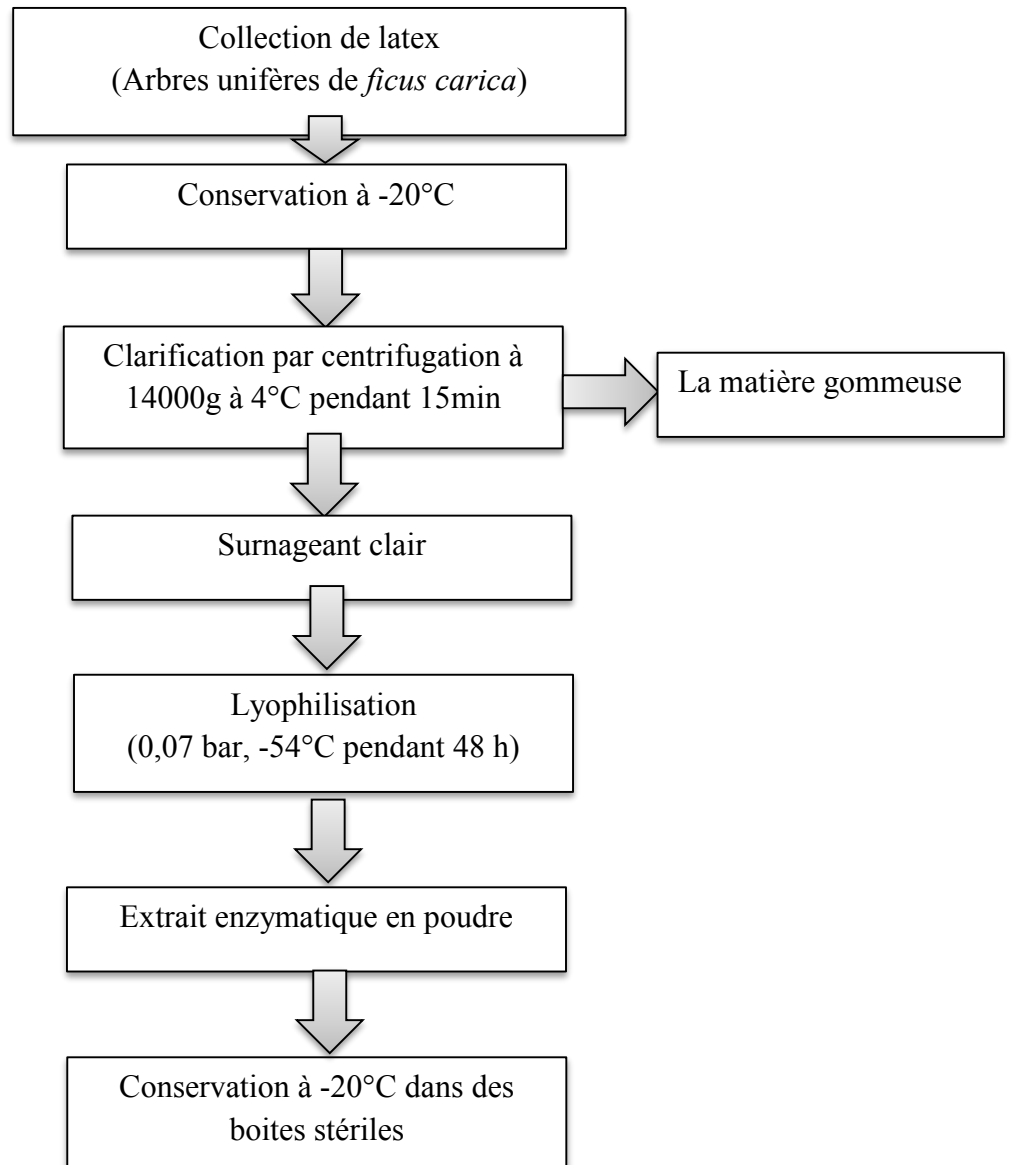 Collection de latex
(Arbres unifères de ficus carica)
Conservation à -20°C
Clarification par centrifugation à
14000g à 4°C pendant 15min
La matière gommeuse
Surnageant clair
Lyophilisation
(0,07 bar, -54°C pendant 48 h)
Extrait enzymatique en poudre
Conservation à -20°C dans des
boites stériles